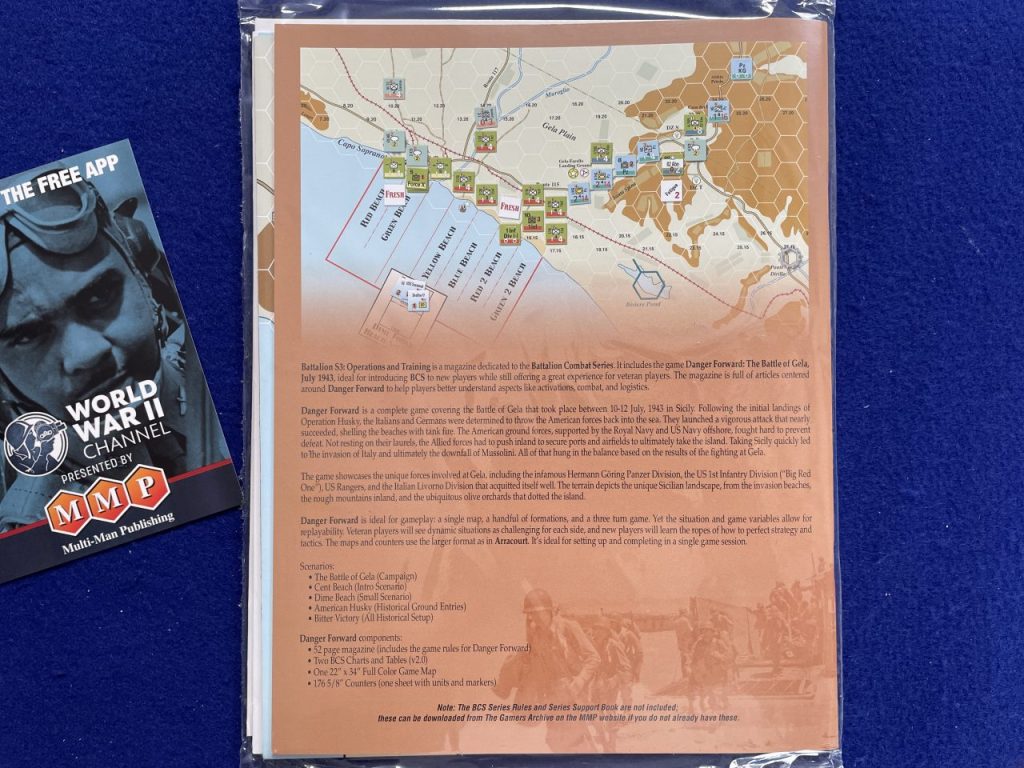 THE FREE APP
WORLD
WAR II
CHANNEL
PRESENTED BY
MMP
Multi-Man Publishing
Capo Soprano
Route 117
Muroglio
Gela Plain
Gela Farello
Landing Ground
DZ X
Ponte
Dirillo
Biviere Pond
FRESH
FRESH
RED BEACH
GREEN BEACH
YELLOW BEACH
BLUE BEACH
RED 2 BEACH
GREEN 2 BEACH
Battalion S3: Operations and Training is a magazine dedicated to the Battalion Combat Series. It includes the game Danger Forward: The Battle of Gela,
July 1943, ideal for introducing BCS to new players while still offering a great experience for veteran players. The magazine is full of articles centered
around Danger Forward to help players better understand aspects like activations, combat, and logistics.
Danger Forward is a complete game covering the Battle of Gela that took place between 10-12 July, 1943 in Sicily. Following the initial landings of
Operation Husky, the Italians and Germans were determined to throw the American forces back into the sea. They launched a vigorous attack that nearly
succeeded, shelling the beaches with tank fire. The American ground forces, supported by the Royal Navy and US Navy offshore, fought hard to prevent
defeat. Not resting on their laurels, the Allied forces had to push inland to secure ports and airfields to ultimately take the island. Taking Sicily quickly led
to The invasion of Italy and ultimately the downfall of Mussolini. All of that hung in the balance based on the results of the fighting at Gela.
The game showcases the unique forces involved at Gela, including the infamous Hermann Göring Panzer Division, the US 1st Infantry Division ("Big Red
One"), US Rangers, and the Italian Livorno Division that acquitted itself well. The terrain depicts the unique Sicilian landscape, from the invasion beaches,
the rough mountains inland, and the ubiquitous olive orchards that dotted the island.
Danger Forward is ideal for gameplay: a single map, a handful of formations, and a three turn game. Yet the situation and game variables allow for
replayability. Veteran players will see dynamic situations as challenging for each side, and new players will learn the ropes of how to perfect strategy and
tactics. The maps and counters use the larger format as in Arracourt. It's ideal for setting up and completing in a single game session.
Scenarios:
• The Battle of Gela (Campaign)
• Cent Beach (Intro Scenario)
• Dime Beach (Small Scenario)
• American Husky (Historical Ground Entries)
• Bitter Victory (All Historical Setup)
Danger Forward components:
• 52 page magazine (includes the game rules for Danger Forward)
• Two BCS Charts and Tables (v2.0)
• One 22" x 34" Full Color Game Map
• 176 5/8" Counters (one sheet with units and markers)
Note: The BCS Series Rules and Series Support Book are not included;
these can be downloaded from The Gamers Archive on the MMP website if you do not already have these.